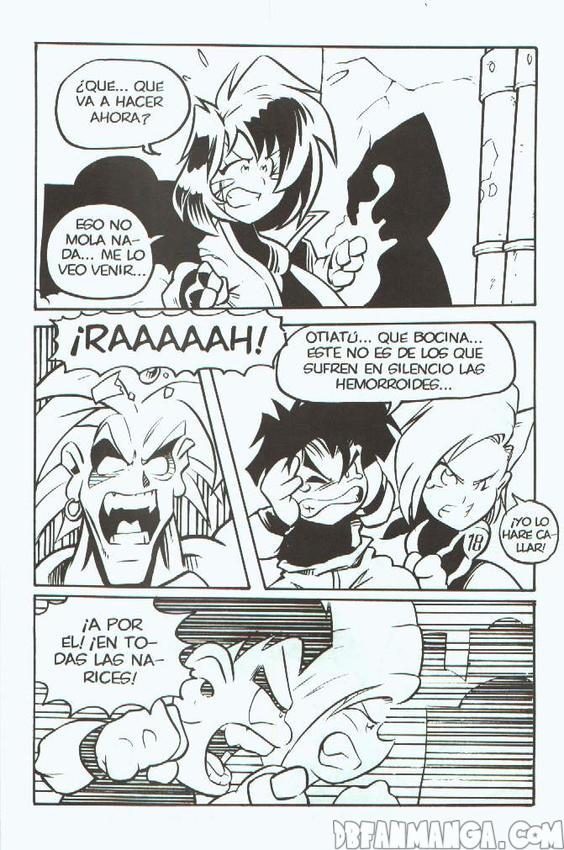 ¿QUE... QUE
VA A HACER
AHORA?
ESO NO
MOLA NA-
DA... ME LO
VEO VENIR...
¡RAAAAAH!
OTIATÚ... QUE BOCINA...
ESTE NO ES DE LOS QUE
SUFREN EN SILENCIO LAS
HEMORROIDES...
18
¡YO LO
HARE CA-
LLAR!
¡A POR
EL! ¡EN TO-
DAS LAS NA-
RICES!
DBFANMANGA.COM